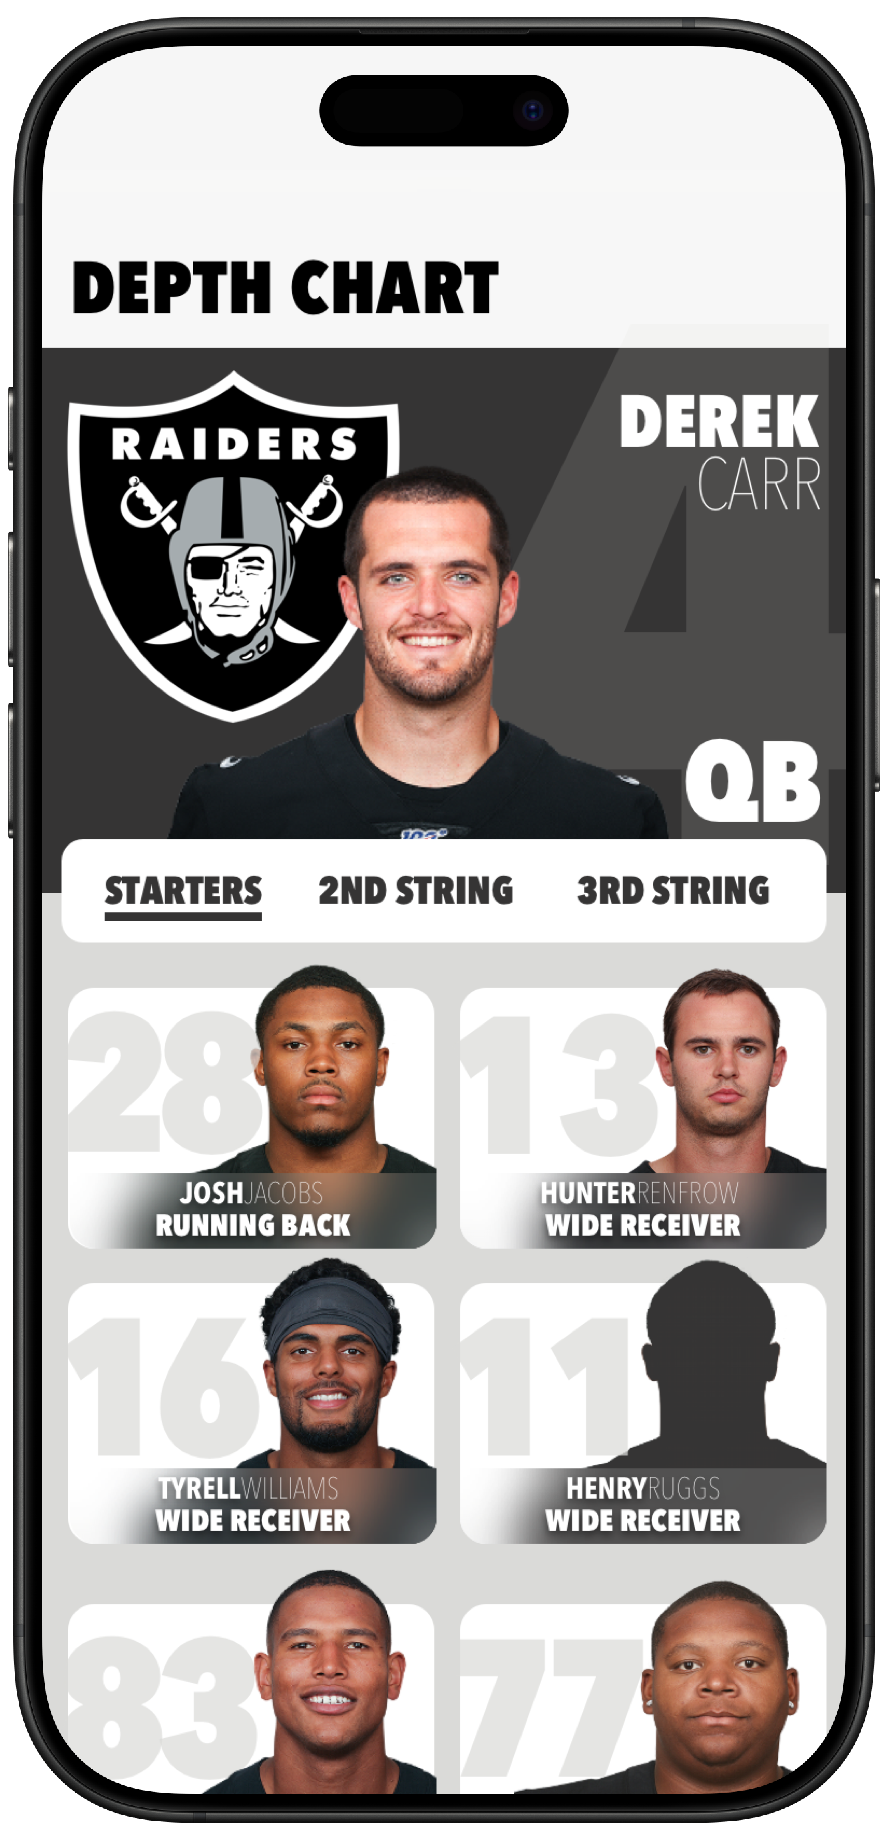 DEPTH CHART
RAIDERS
4
DEREK
CARR
QB
STARTERS 2ND STRING 3RD STRING
28
JOSHJACOBS
RUNNING BACK
13
HUNTERRENFROW
WIDE RECEIVER
16
TYRELLWILLIAMS
WIDE RECEIVER
11
HENRYRUGGS
WIDE RECEIVER
83
77